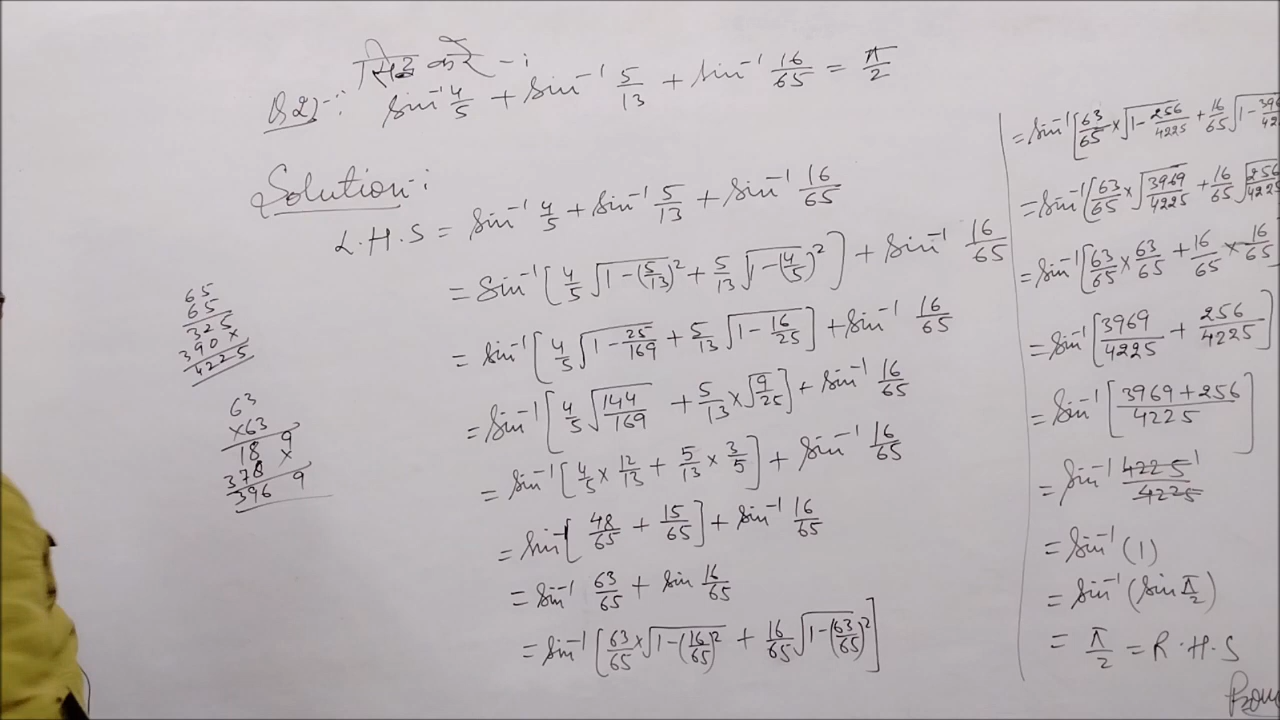 सिद्ध करें -:
Q2) -: sin⁻¹ 4/5 + sin⁻¹ 5/13 + sin⁻¹ 16/65 = π/2
Solution -:
L.H.S = sin⁻¹ 4/5 + sin⁻¹ 5/13 + sin⁻¹ 16/65
= sin⁻¹ [4/5 √(1-(5/13)²) + 5/13 √(1-(4/5)²)] + sin⁻¹ 16/65
= sin⁻¹ [4/5 √(1-25/169) + 5/13 √(1-16/25)] + sin⁻¹ 16/65
= sin⁻¹ [4/5 √(144/169) + 5/13 × √(9/25)] + sin⁻¹ 16/65
= sin⁻¹ [4/5 × 12/13 + 5/13 × 3/5] + sin⁻¹ 16/65
= sin⁻¹ [48/65 + 15/65] + sin⁻¹ 16/65
= sin⁻¹ 63/65 + sin 16/65
= sin⁻¹ [63/65 × √(1-(16/65)²) + 16/65 √(1-(63/65)²)]
65
65
325
390×
4225
63
×63
189
378×
3969
= sin⁻¹ [63/65 × √(1-256/4225) + 16/65 √(1-396/42
= sin⁻¹ [63/65 × √(3969/4225) + 16/65 √(256/4225
= sin⁻¹ [63/65 × 63/65 + 16/65 × 16/65
= sin⁻¹ [3969/4225 + 256/4225]
= sin⁻¹ [(3969+256)/4225]
= sin⁻¹ 4225/4225 1
= sin⁻¹ (1)
= sin⁻¹ (sin π/2)
= π/2 = R.H.S